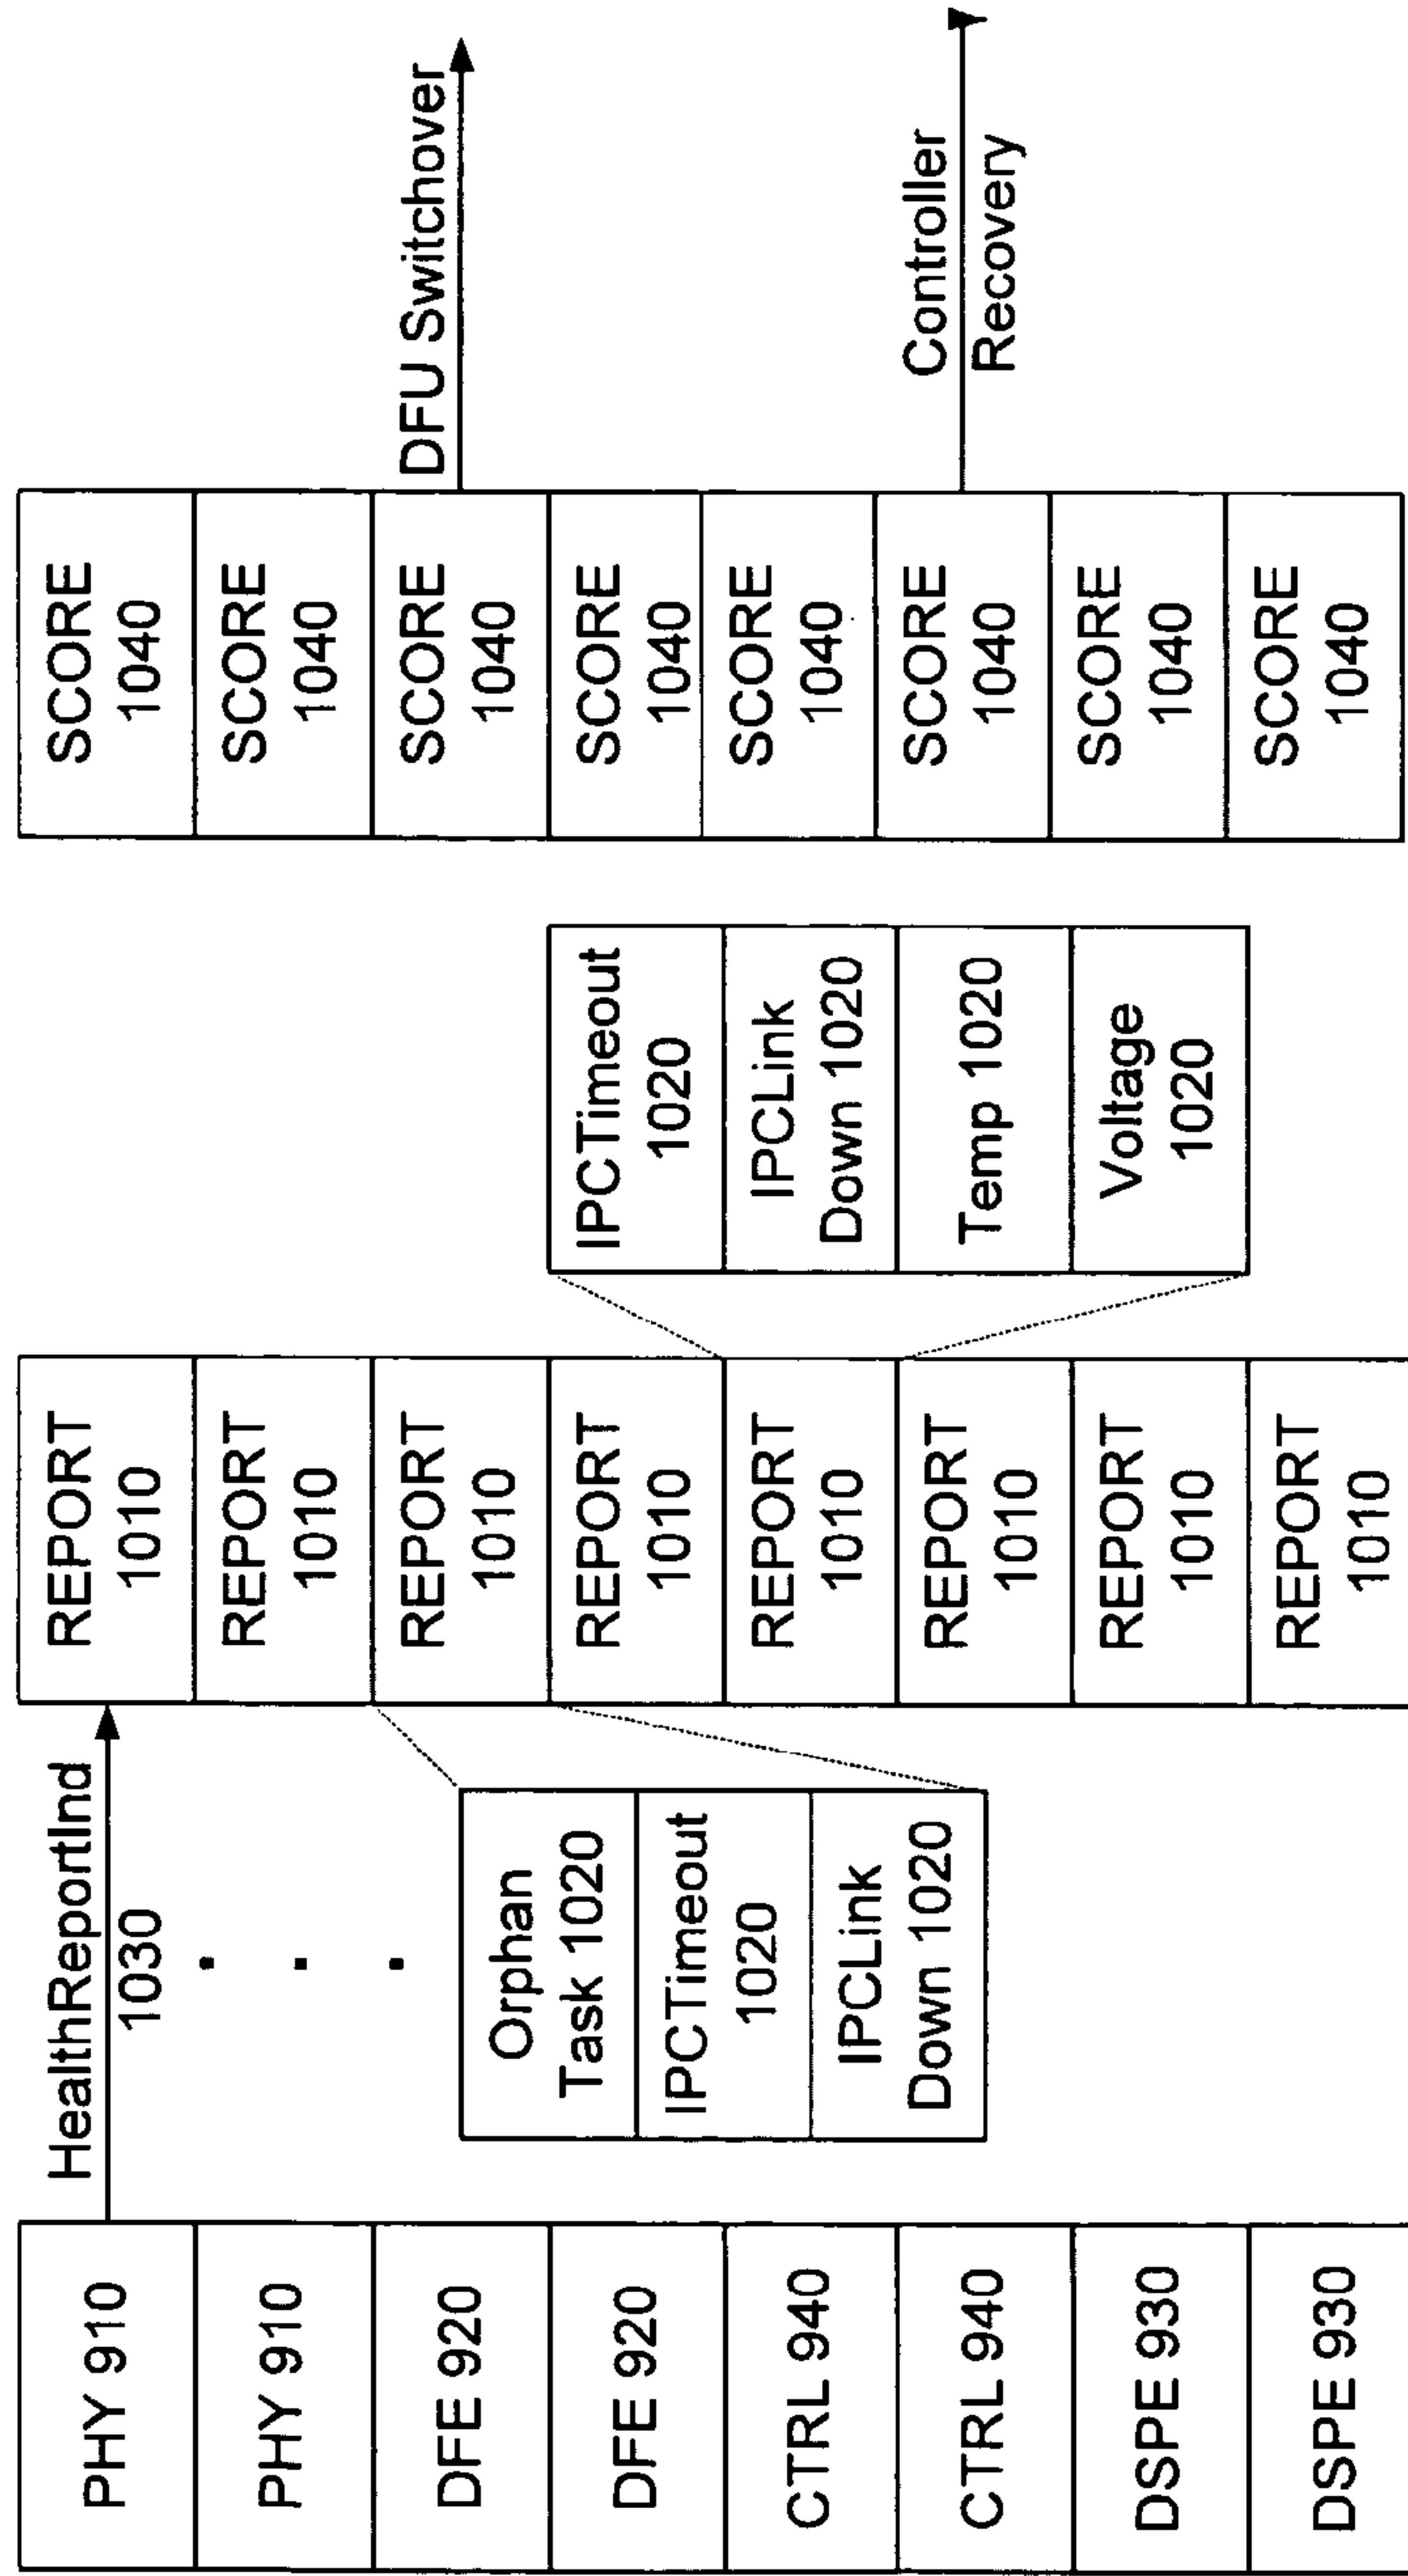 PHY 910
PHY 910
DFE 920
DFE 920
CTRL 940
CTRL 940
DSPE 930
DSPE 930
HealthReportInd
1030
Orphan
Task 1020
IPCTimeout
1020
IPCLink
Down 1020
REPORT
1010
REPORT
1010
REPORT
1010
REPORT
1010
REPORT
1010
REPORT
1010
REPORT
1010
REPORT
1010
IPCTimeout
1020
IPCLink
Down 1020
Temp 1020
Voltage
1020
SCORE
1040
SCORE
1040
SCORE
1040
SCORE
1040
SCORE
1040
SCORE
1040
SCORE
1040
SCORE
1040
DFU Switchover
Controller
Recovery